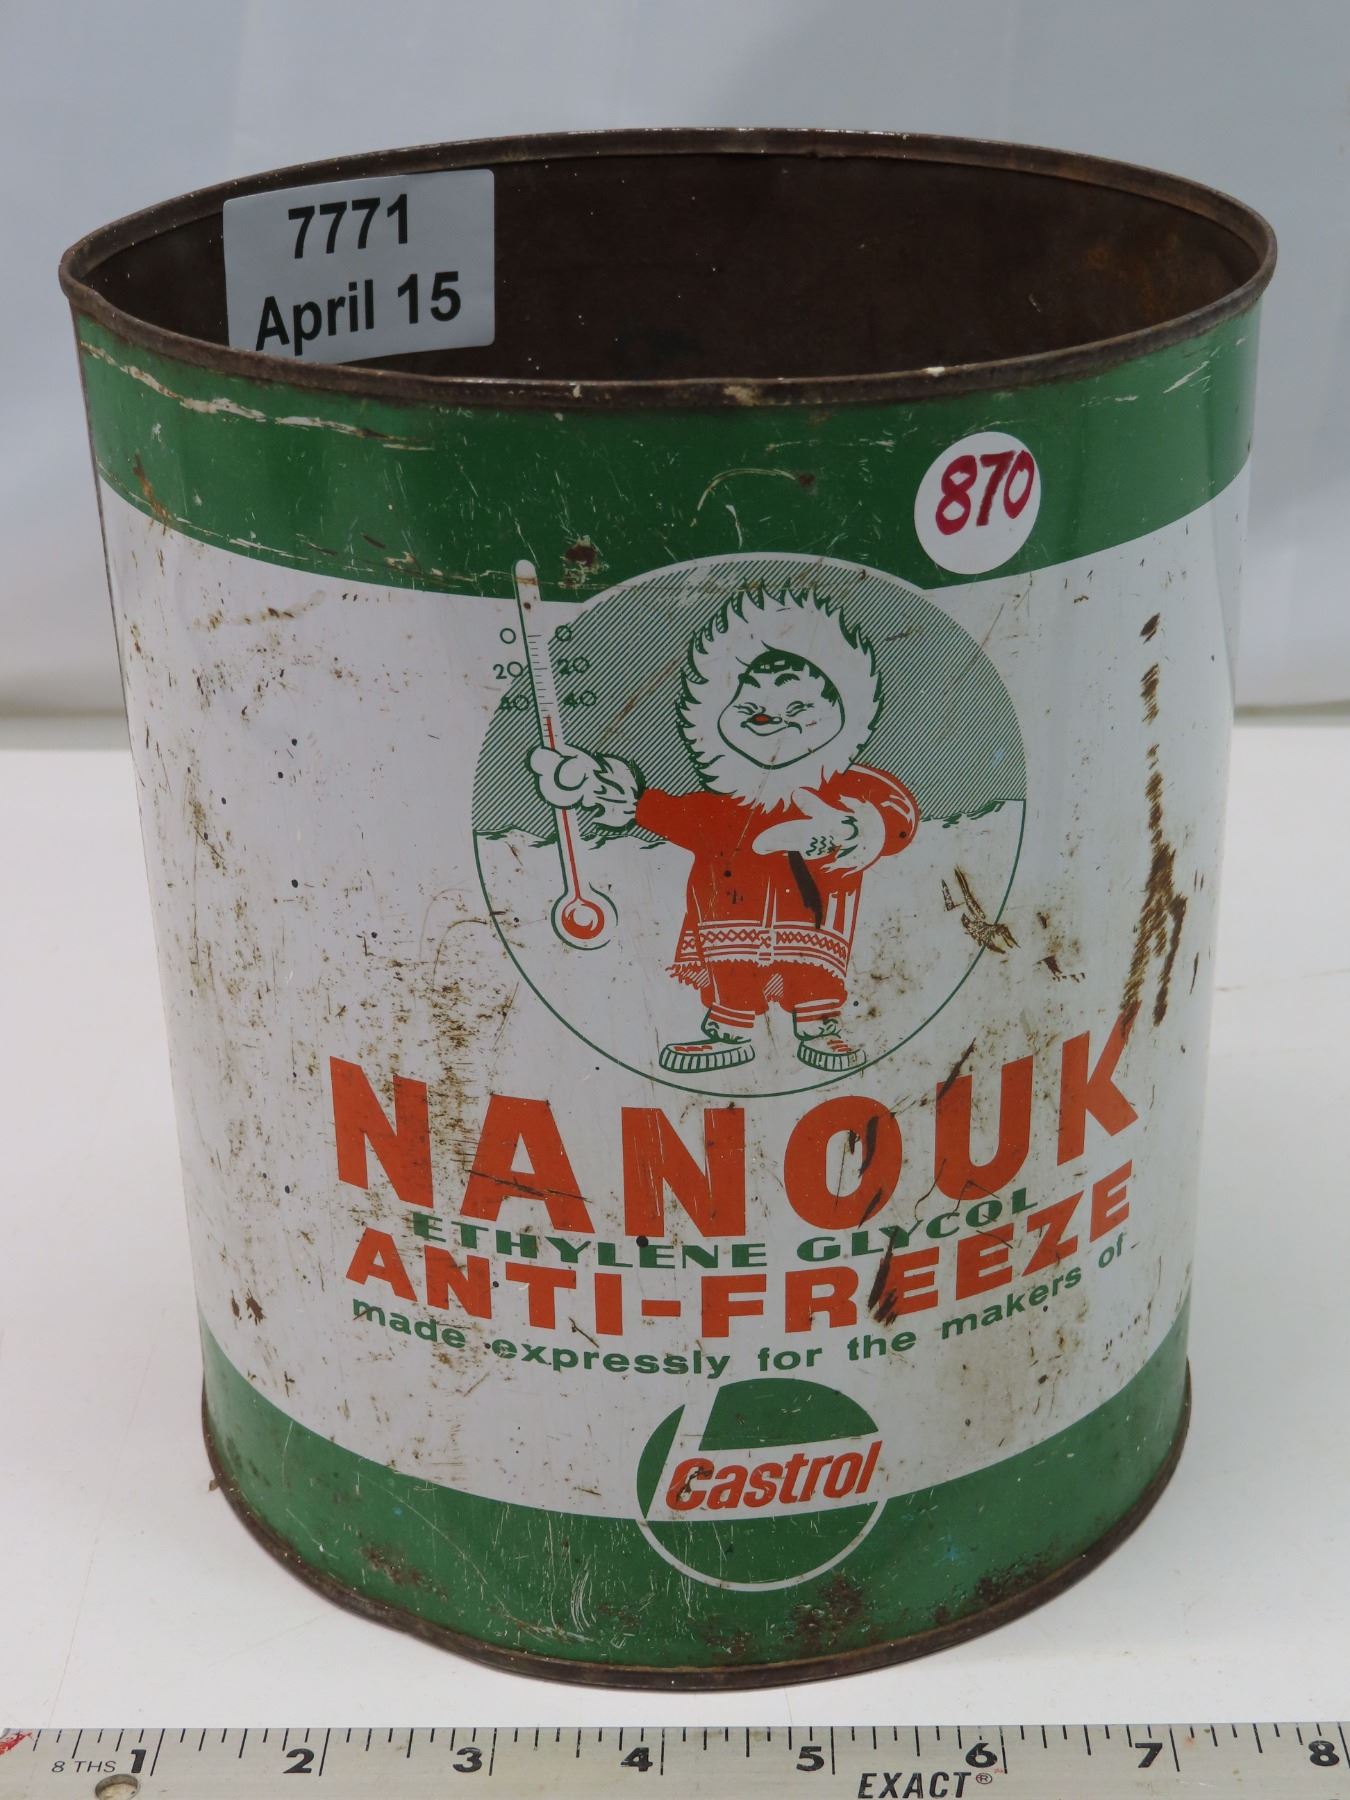 7771
April 15
870
0 0
20 20
40 40
NANOUK
ETHYLENE GLYCOL
ANTI-FREEZE
made expressly for the makers of
Castrol
8 THS 1 2 3 4 5 6 7 8
EXACT®